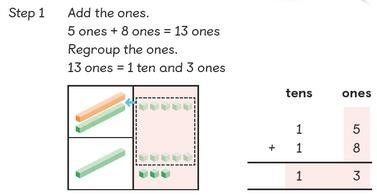 Step 1 Add the ones.
5 ones + 8 ones = 13 ones
Regroup the ones.
13 ones = 1 ten and 3 ones
tens ones
1 5
+ 1 8
1 3